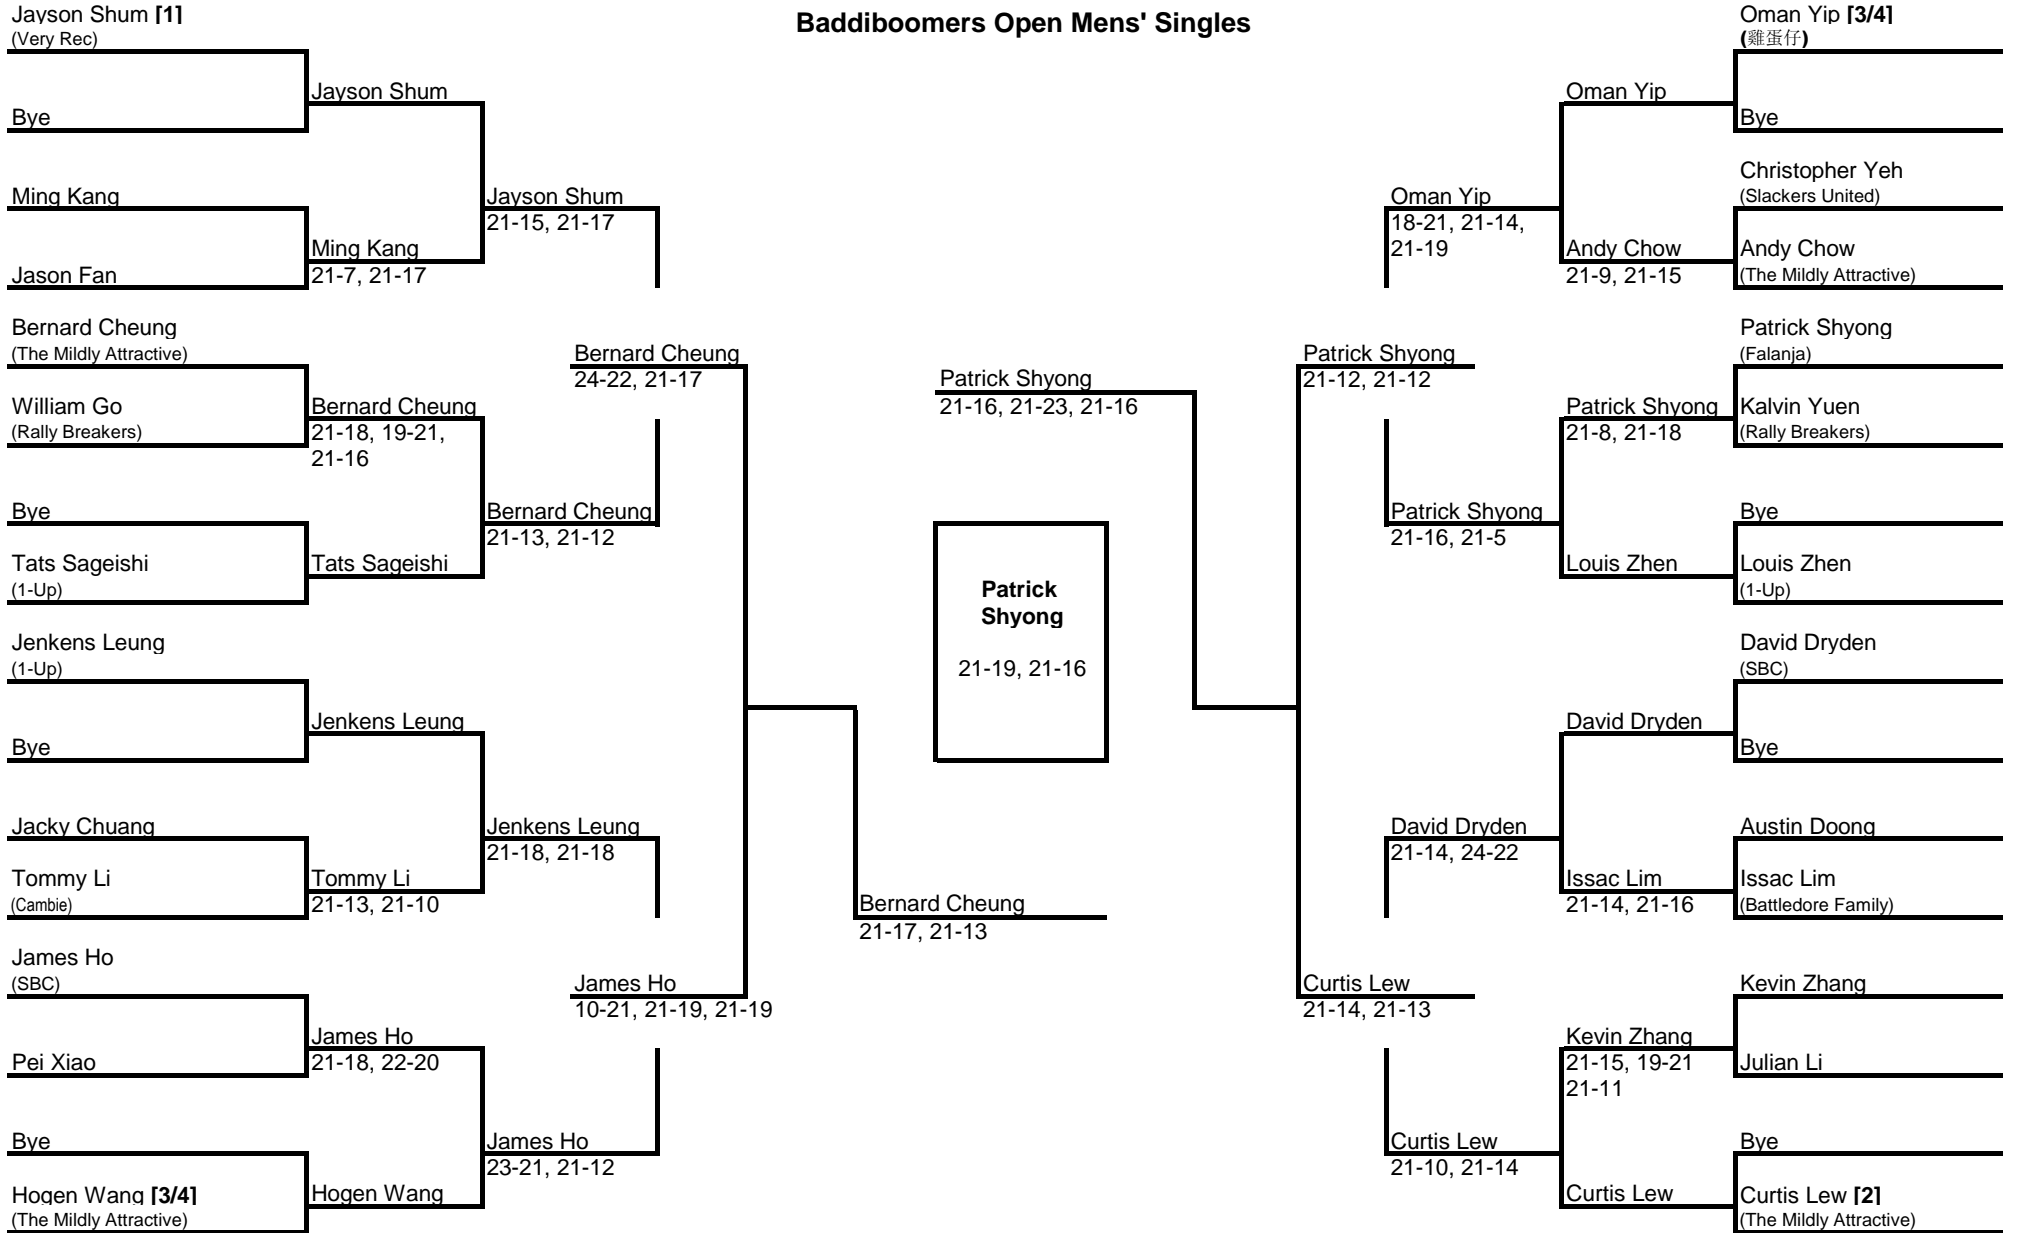 Baddiboomers Open Mens' Singles
Jayson Shum [1]
(Very Rec)
Bye
Ming Kang
Jason Fan
Bernard Cheung
(The Mildly Attractive)
William Go
(Rally Breakers)
Bye
Tats Sageishi
(1-Up)
Jenkens Leung
(1-Up)
Bye
Jacky Chuang
Tommy Li
(Cambie)
James Ho
(SBC)
Pei Xiao
Bye
Hogen Wang [3/4]
(The Mildly Attractive)
Jayson Shum
Ming Kang
21-7, 21-17
Bernard Cheung
21-18, 19-21,
21-16
Tats Sageishi
Jenkens Leung
Tommy Li
21-13, 21-10
James Ho
21-18, 22-20
Hogen Wang
Jayson Shum
21-15, 21-17
Bernard Cheung
21-13, 21-12
Jenkens Leung
21-18, 21-18
James Ho
23-21, 21-12
Bernard Cheung
24-22, 21-17
James Ho
10-21, 21-19, 21-19
Bernard Cheung
21-17, 21-13
Patrick Shyong
21-16, 21-23, 21-16
Patrick
Shyong
21-19, 21-16
Patrick Shyong
21-12, 21-12
Curtis Lew
21-14, 21-13
Oman Yip
18-21, 21-14,
21-19
Patrick Shyong
21-16, 21-5
David Dryden
21-14, 24-22
Curtis Lew
21-10, 21-14
Oman Yip
Andy Chow
21-9, 21-15
Patrick Shyong
21-8, 21-18
Louis Zhen
David Dryden
Issac Lim
21-14, 21-16
Kevin Zhang
21-15, 19-21
21-11
Curtis Lew
Oman Yip [3/4]
(雞蛋仔)
Bye
Christopher Yeh
(Slackers United)
Andy Chow
(The Mildly Attractive)
Patrick Shyong
(Falanja)
Kalvin Yuen
(Rally Breakers)
Bye
Louis Zhen
(1-Up)
David Dryden
(SBC)
Bye
Austin Doong
Issac Lim
(Battledore Family)
Kevin Zhang
Julian Li
Bye
Curtis Lew [2]
(The Mildly Attractive)